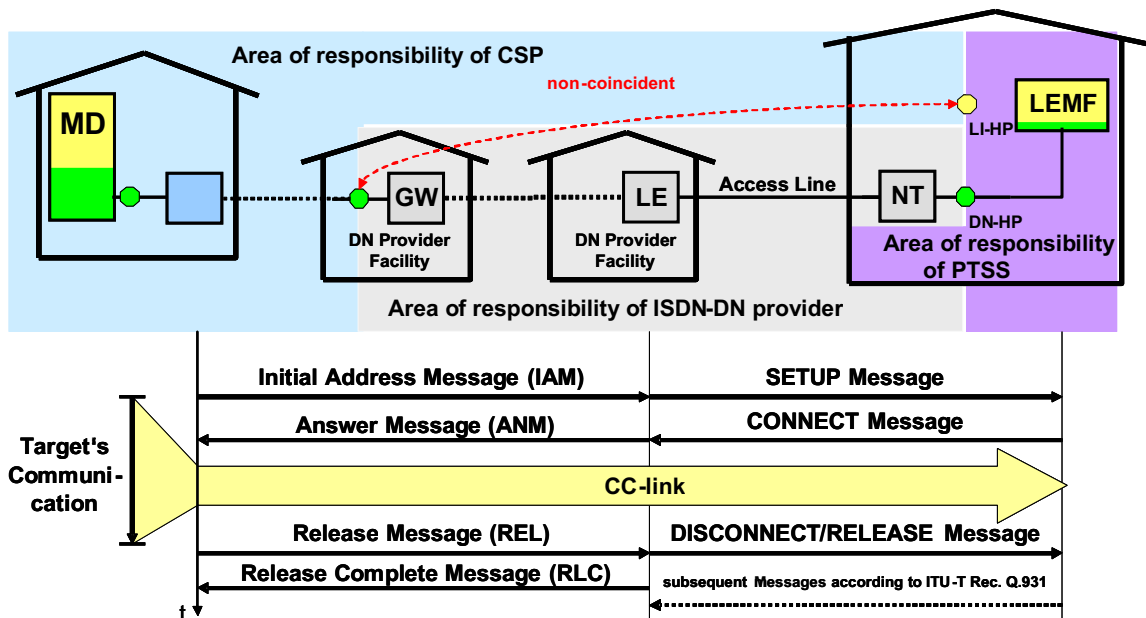 Area of responsibility of CSP
non-coincident
MD
LEMF
LI-HP
GW
LE
Access Line
NT
DN-HP
DN Provider
Facility
DN Provider
Facility
Area of responsibility
of PTSS
Area of responsibility of ISDN-DN provider
Initial Address Message (IAM)
SETUP Message
Answer Message (ANM)
CONNECT Message
Target's
Communi-
cation
CC-link
Release Message (REL)
DISCONNECT/RELEASE Message
Release Complete Message (RLC)
subsequent Messages according to ITU-T Rec. Q.931
t